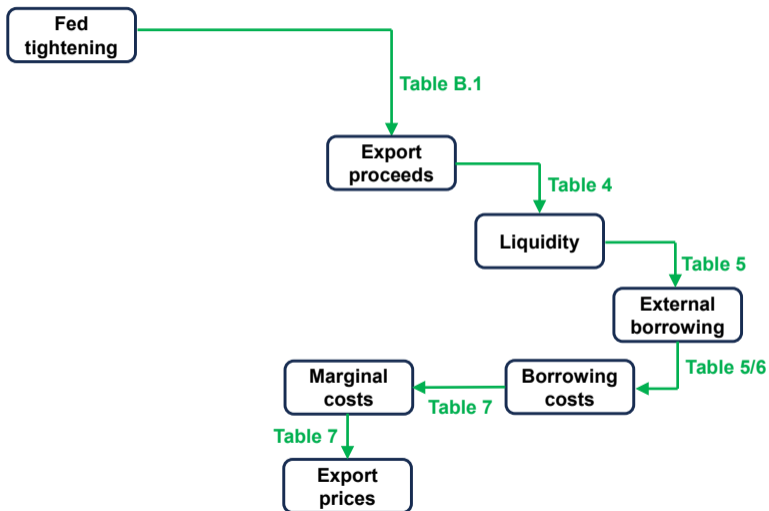 Fed
tightening
Table B.1
Export
proceeds
Table 4
Liquidity
Table 5
External
borrowing
Table 5/6
Borrowing
costs
Table 7
Marginal
costs
Table 7
Export
prices